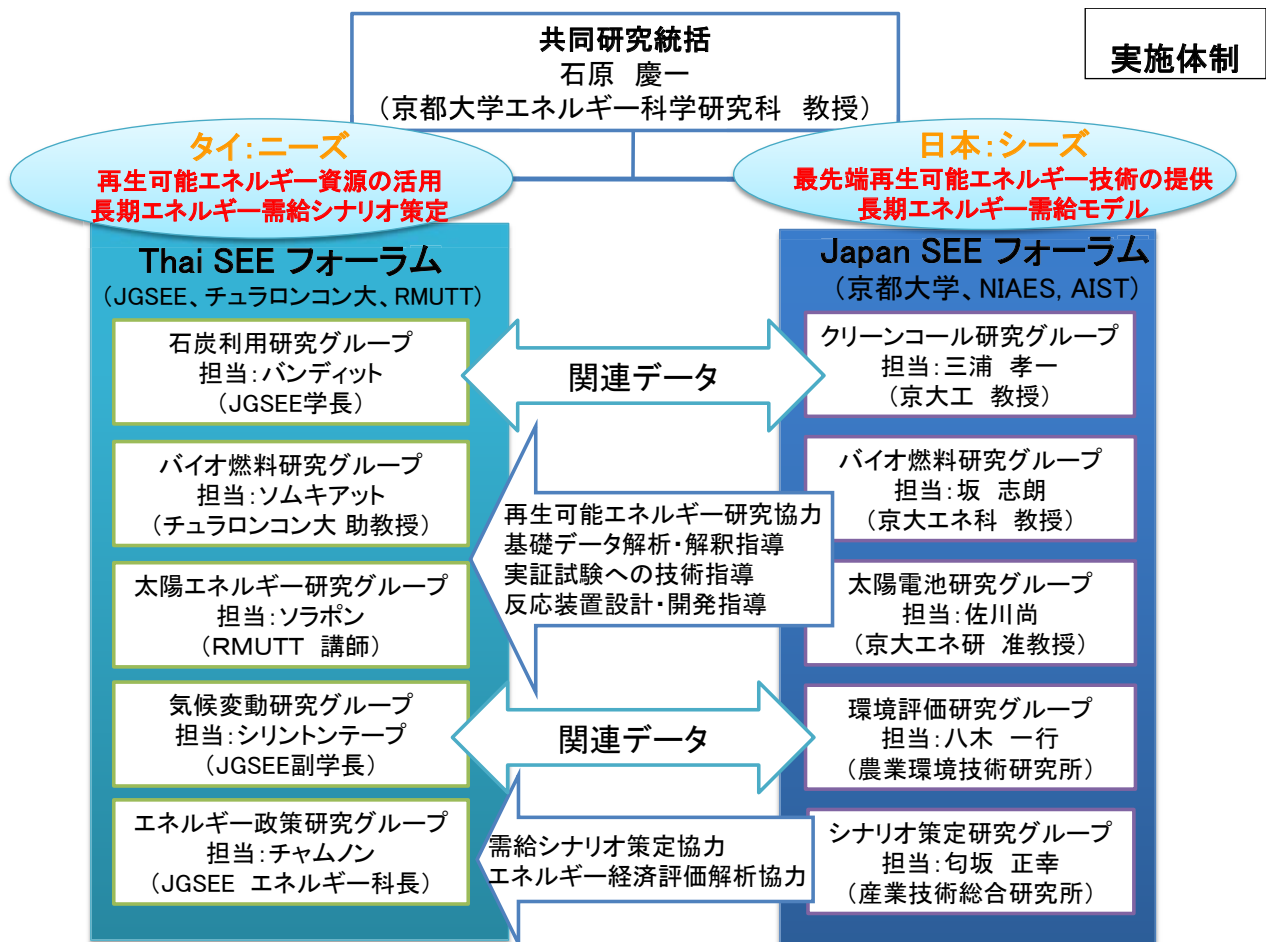 共同研究統括
石原　慶一
（京都大学エネルギー科学研究科　教授）
実施体制
タイ：ニーズ
再生可能エネルギー資源の活用
長期エネルギー需給シナリオ策定
日本：シーズ
最先端再生可能エネルギー技術の提供
長期エネルギー需給モデル
Thai SEE フォーラム
（JGSEE、チュラロンコン大、RMUTT）
石炭利用研究グループ
担当：バンディット
（JGSEE学長）
バイオ燃料研究グループ
担当：ソムキアット
（チュラロンコン大 助教授）
太陽エネルギー研究グループ
担当：ソラポン
（RMUTT　講師）
気候変動研究グループ
担当：シリントンテープ
（JGSEE副学長）
エネルギー政策研究グループ
担当：チャムノン
（JGSEE　エネルギー科長）
関連データ
再生可能エネルギー研究協力
基礎データ解析・解釈指導
実証試験への技術指導
反応装置設計・開発指導
関連データ
需給シナリオ策定協力
エネルギー経済評価解析協力
Japan SEE フォーラム
（京都大学、NIAES, AIST）
クリーンコール研究グループ
担当：三浦　孝一
（京大工　教授）
バイオ燃料研究グループ
担当：坂　志朗
（京大エネ科　教授）
太陽電池研究グループ
担当：佐川尚
（京大エネ研　准教授）
環境評価研究グループ
担当：八木　一行
（農業環境技術研究所）
シナリオ策定研究グループ
担当：匂坂　正幸
（産業技術総合研究所）